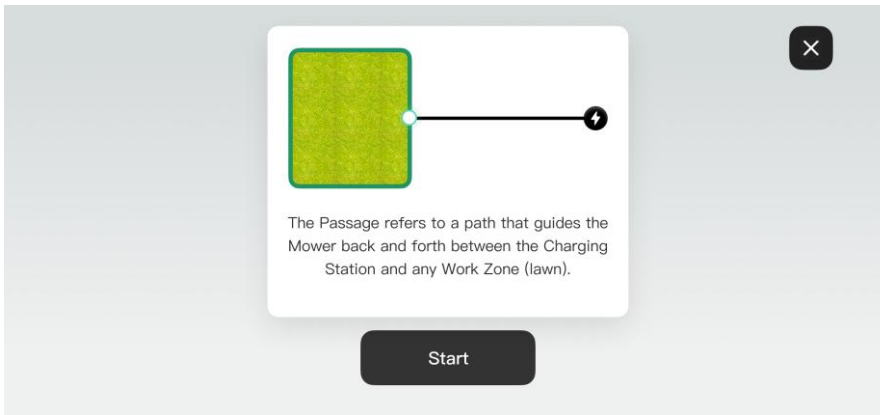 The Passage refers to a path that guides the
Mower back and forth between the Charging
Station and any Work Zone (lawn).
Start